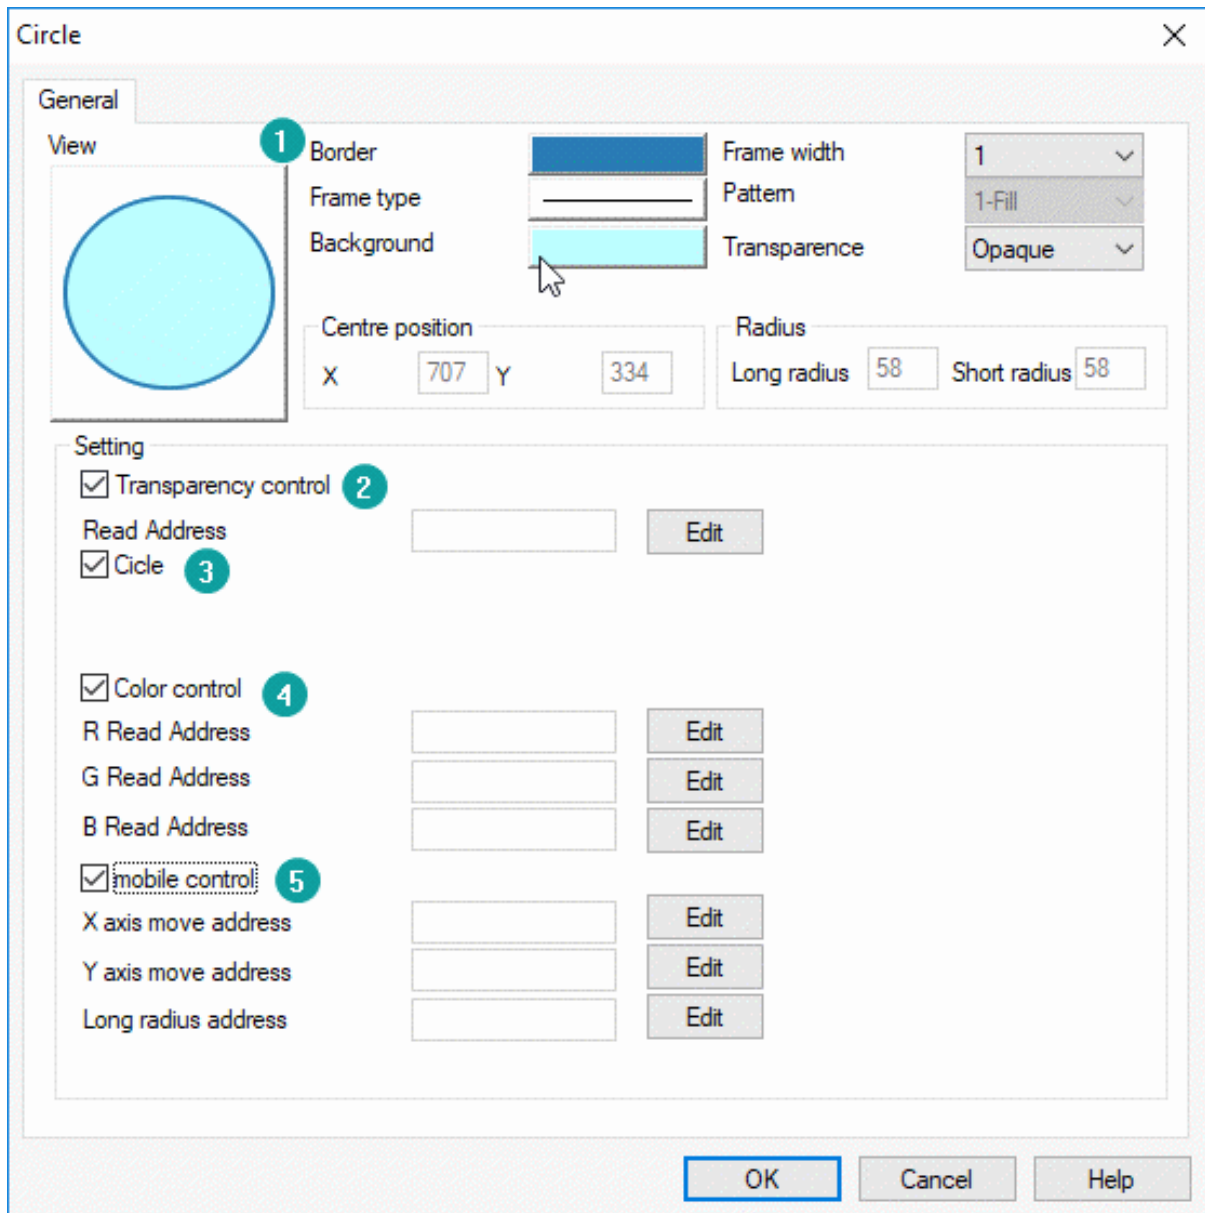 Circle
General
View
1 Border Frame width 1
Frame type Pattern 1-Fill
Background Transparence Opaque
Centre position Radius
X 707 Y 334 Long radius 58 Short radius 58
Setting
Transparency control 2
Read Address Edit
Cicle 3
Color control 4
R Read Address Edit
G Read Address Edit
B Read Address Edit
mobile control 5
X axis move address Edit
Y axis move address Edit
Long radius address Edit
OK Cancel Help